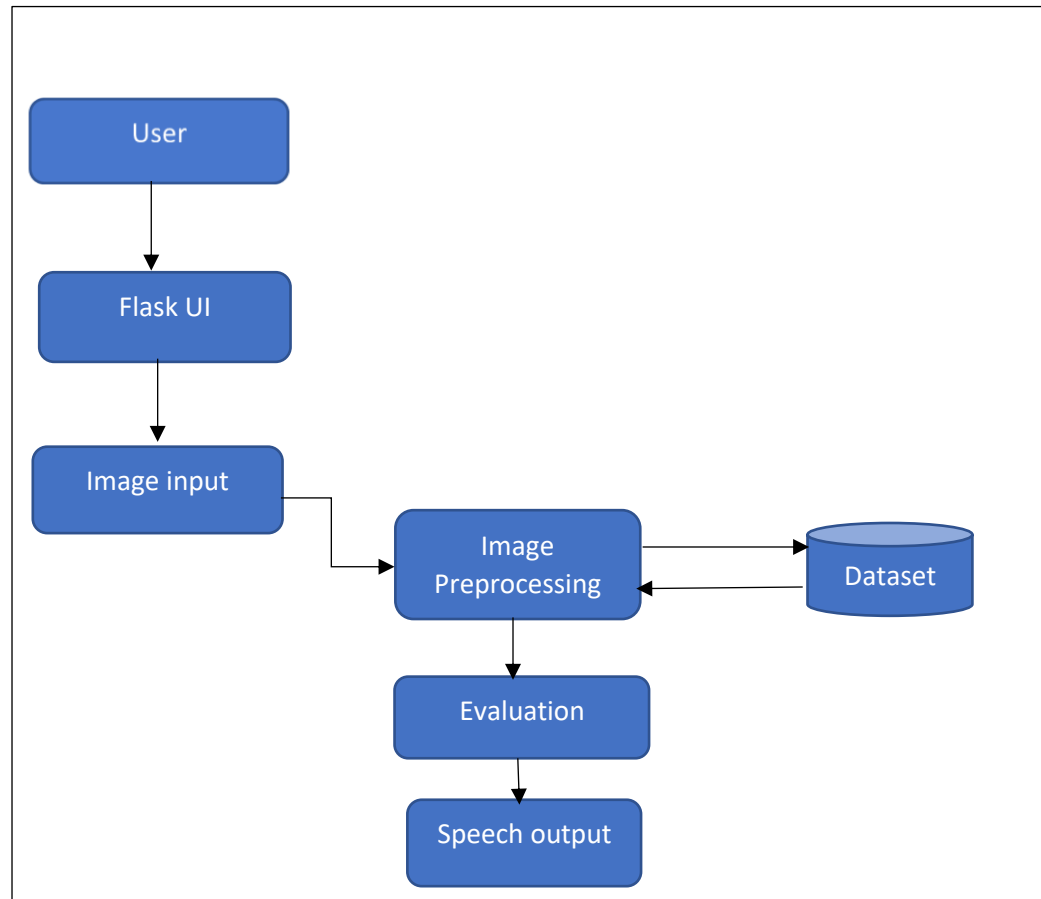 User
Flask UI
Image input
Image
Preprocessing
Dataset
Evaluation
Speech output